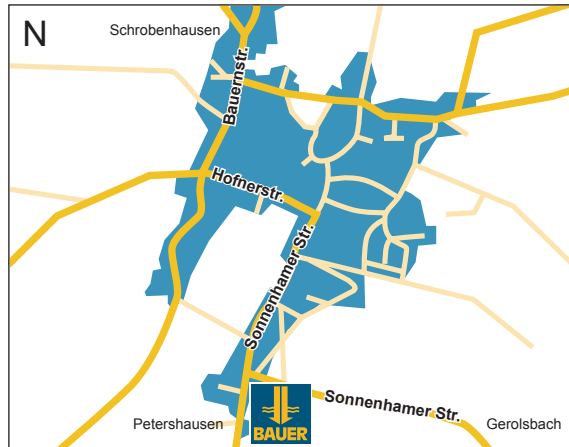 N
Schrobenhausen
Bauernstr.
Hofnerstr.
Sonnenhamer Str.
Sonnenhamer Str.
Petershausen
BAUER
Gerolsbach